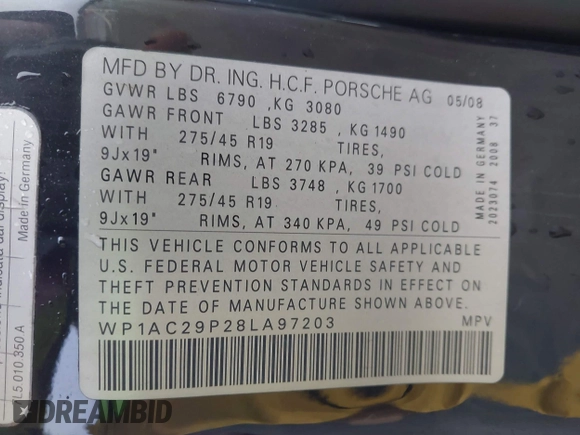 MFD BY DR. ING. H.C.F. PORSCHE AG 05/08
GVWR LBS 6790 ,KG 3080
GAWR FRONT LBS 3285 , KG 1490
WITH 275/45 R19 TIRES,
9Jx19" RIMS, AT 270 KPA, 39 PSI COLD
GAWR REAR LBS 3748 , KG 1700
WITH 275/45 R19 TIRES,
9Jx19" RIMS, AT 340 KPA, 49 PSI COLD
THIS VEHICLE CONFORMS TO ALL APPLICABLE
U.S. FEDERAL MOTOR VEHICLE SAFETY AND
THEFT PREVENTION STANDARDS IN EFFECT ON
THE DATE OF MANUFACTURE SHOWN ABOVE.
WP1AC29P28LA97203 MPV
MADE IN GERMANY
2023074 2008 37
Made in Germany
L5 010 350 A
DREAMBID